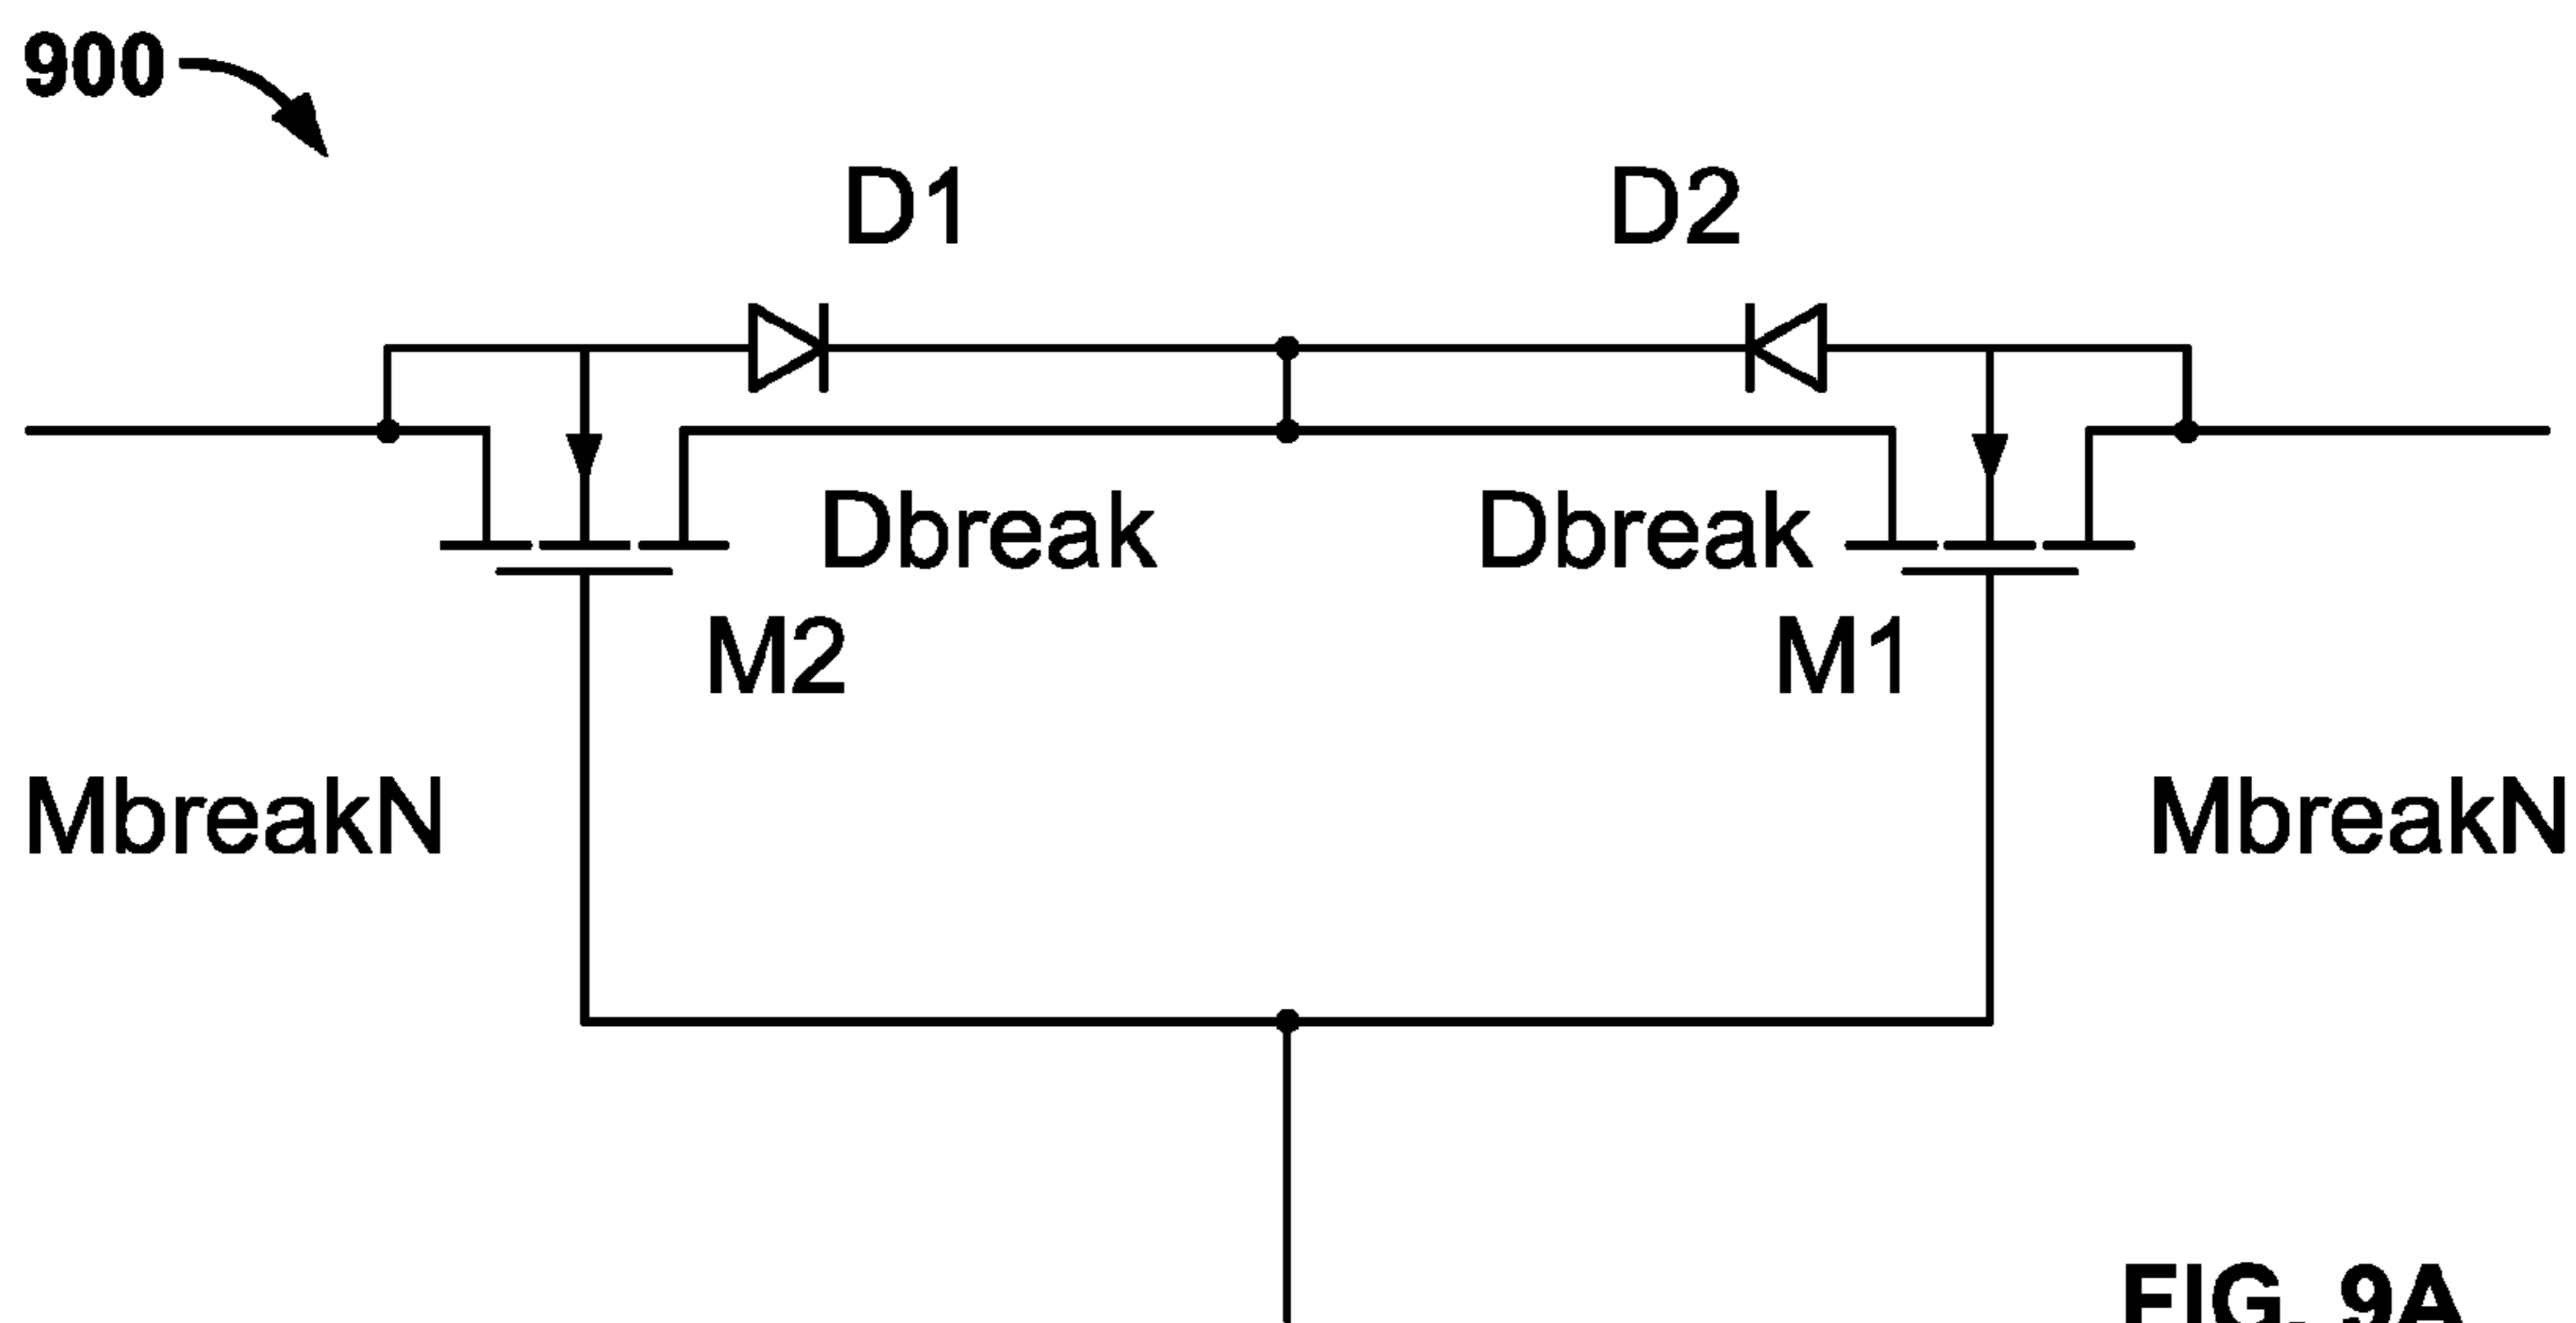 900
D1 D2
Dbreak Dbreak
M2 M1
MbreakN MbreakN
FIG. 9A